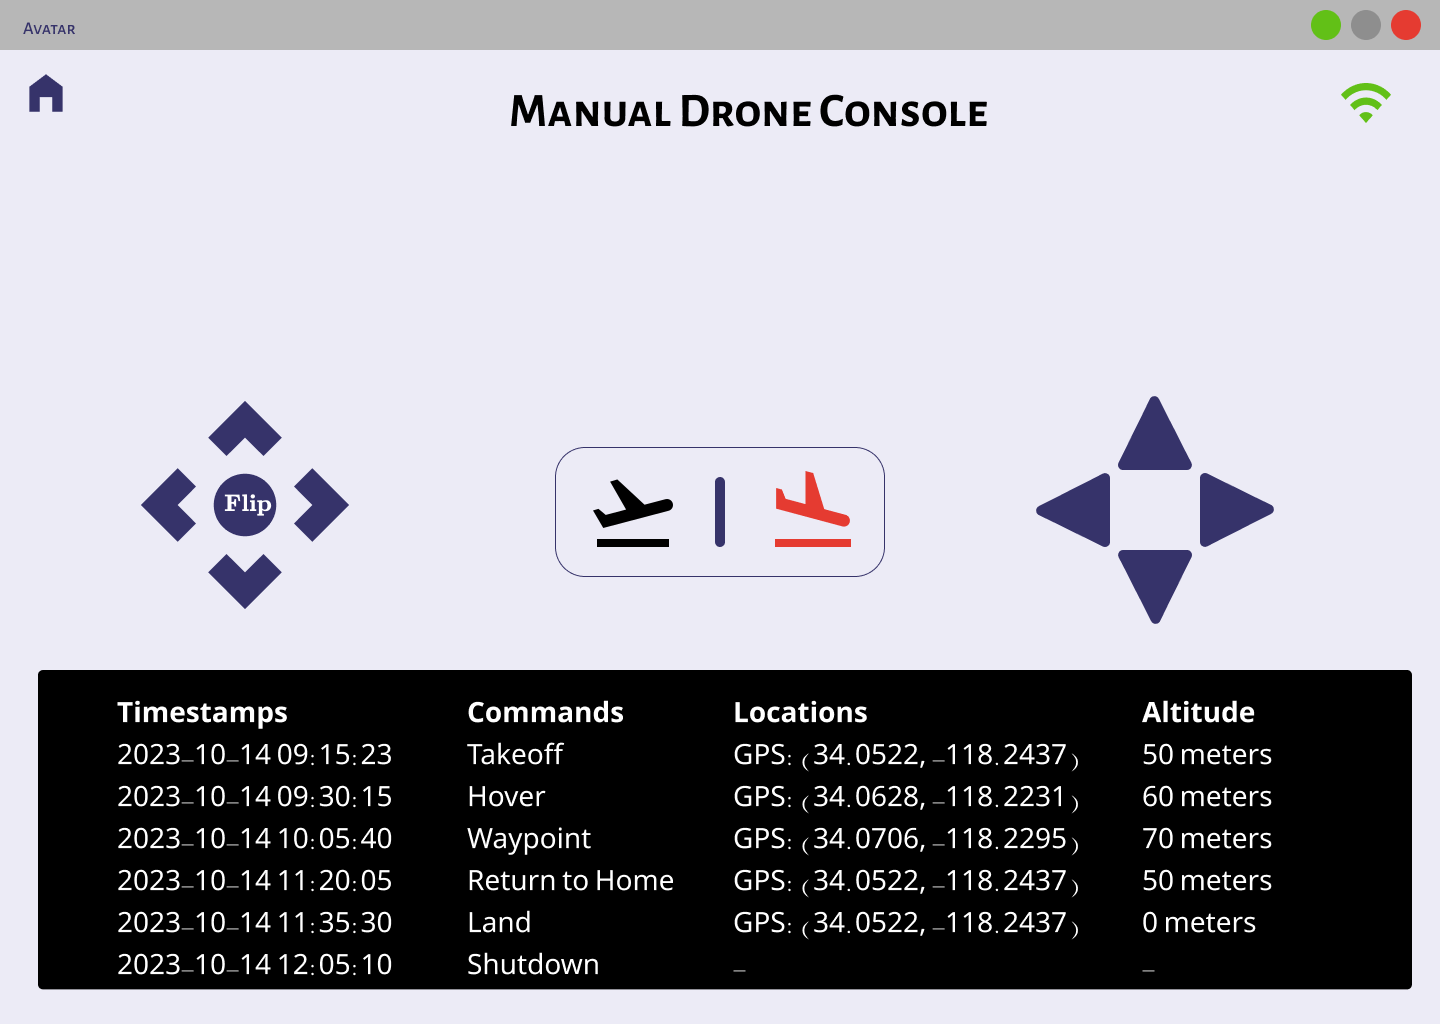 Avatar
Manual Drone Console
Flip
Timestamps Commands Locations Altitude
2023-10-14 09:15:23 Takeoff GPS: (34.0522, -118.2437) 50 meters
2023-10-14 09:30:15 Hover GPS: (34.0628, -118.2231) 60 meters
2023-10-14 10:05:40 Waypoint GPS: (34.0706, -118.2295) 70 meters
2023-10-14 11:20:05 Return to Home GPS: (34.0522, -118.2437) 50 meters
2023-10-14 11:35:30 Land GPS: (34.0522, -118.2437) 0 meters
2023-10-14 12:05:10 Shutdown - -